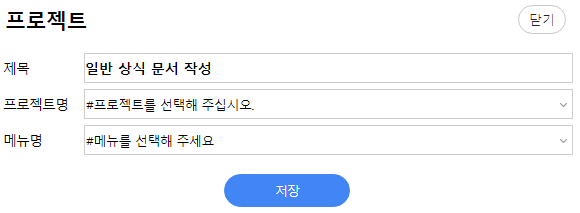 프로젝트
닫기
제목
일반 상식 문서 작성
프로젝트명
#프로젝트를 선택해 주십시오.
메뉴명
#메뉴를 선택해 주세요
저장